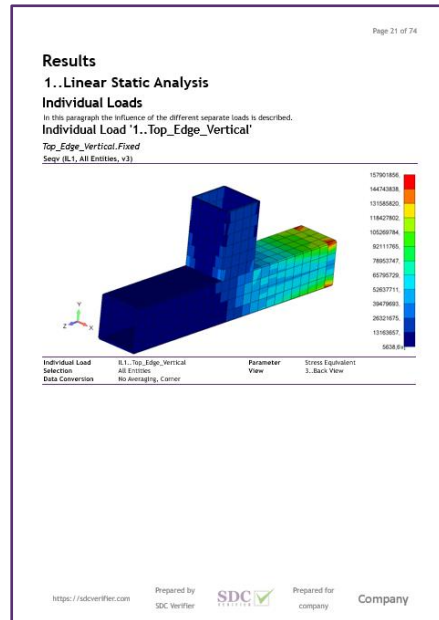 Page 21 of 74
Results
1..Linear Static Analysis
Individual Loads
In this paragraph the influence of the different separate loads is described.
Individual Load '1..Top_Edge_Vertical'
Top_Edge_Vertical.Fixed
Seqv (IL1, All Entities, v3)
157901856,
144743838,
131585820,
118427802,
105269784,
92111765,
78953747,
65795729,
52637711,
39479693,
26321675,
13163657,
5638,6
Y
Z
X
Individual Load IL1..Top_Edge_Vertical Parameter Stress Equivalent
Selection All Entities View 3..Back View
Data Conversion No Averaging, Corner
https://sdcverifier.com
Prepared by
SDC Verifier
SDC
VERIFIER
Prepared for
company
Company